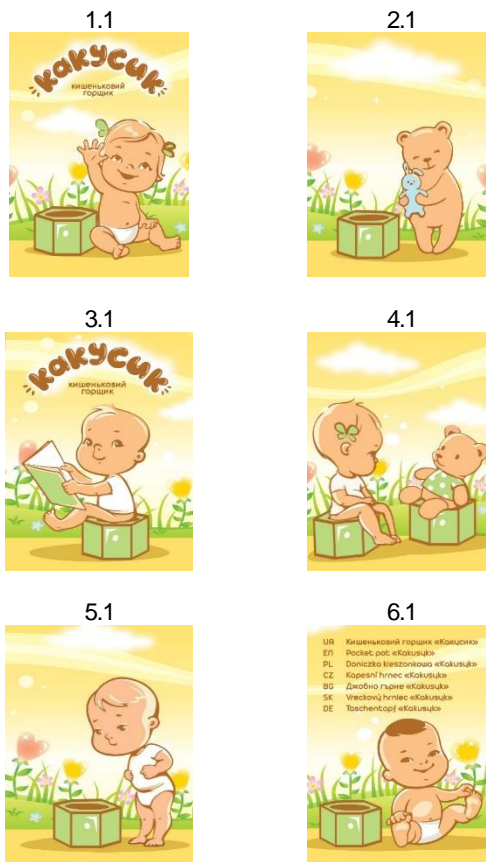 1.1
2.1
какусик
кишеньковий
горщик
3.1
4.1
какусик
кишеньковий
горщик
5.1
6.1
UA Кишеньковий горщик «Какусик»
EN Pocket pot «Kakusyk»
PL Doniczka kieszonkowa «Kakusyk»
CZ Kapesní hrnec «Kakusyk»
BG Джобно гърне «Kakusyk»
SK Vreckový hrniec «Kakusyk»
DE Taschentopf «Kakusyk»